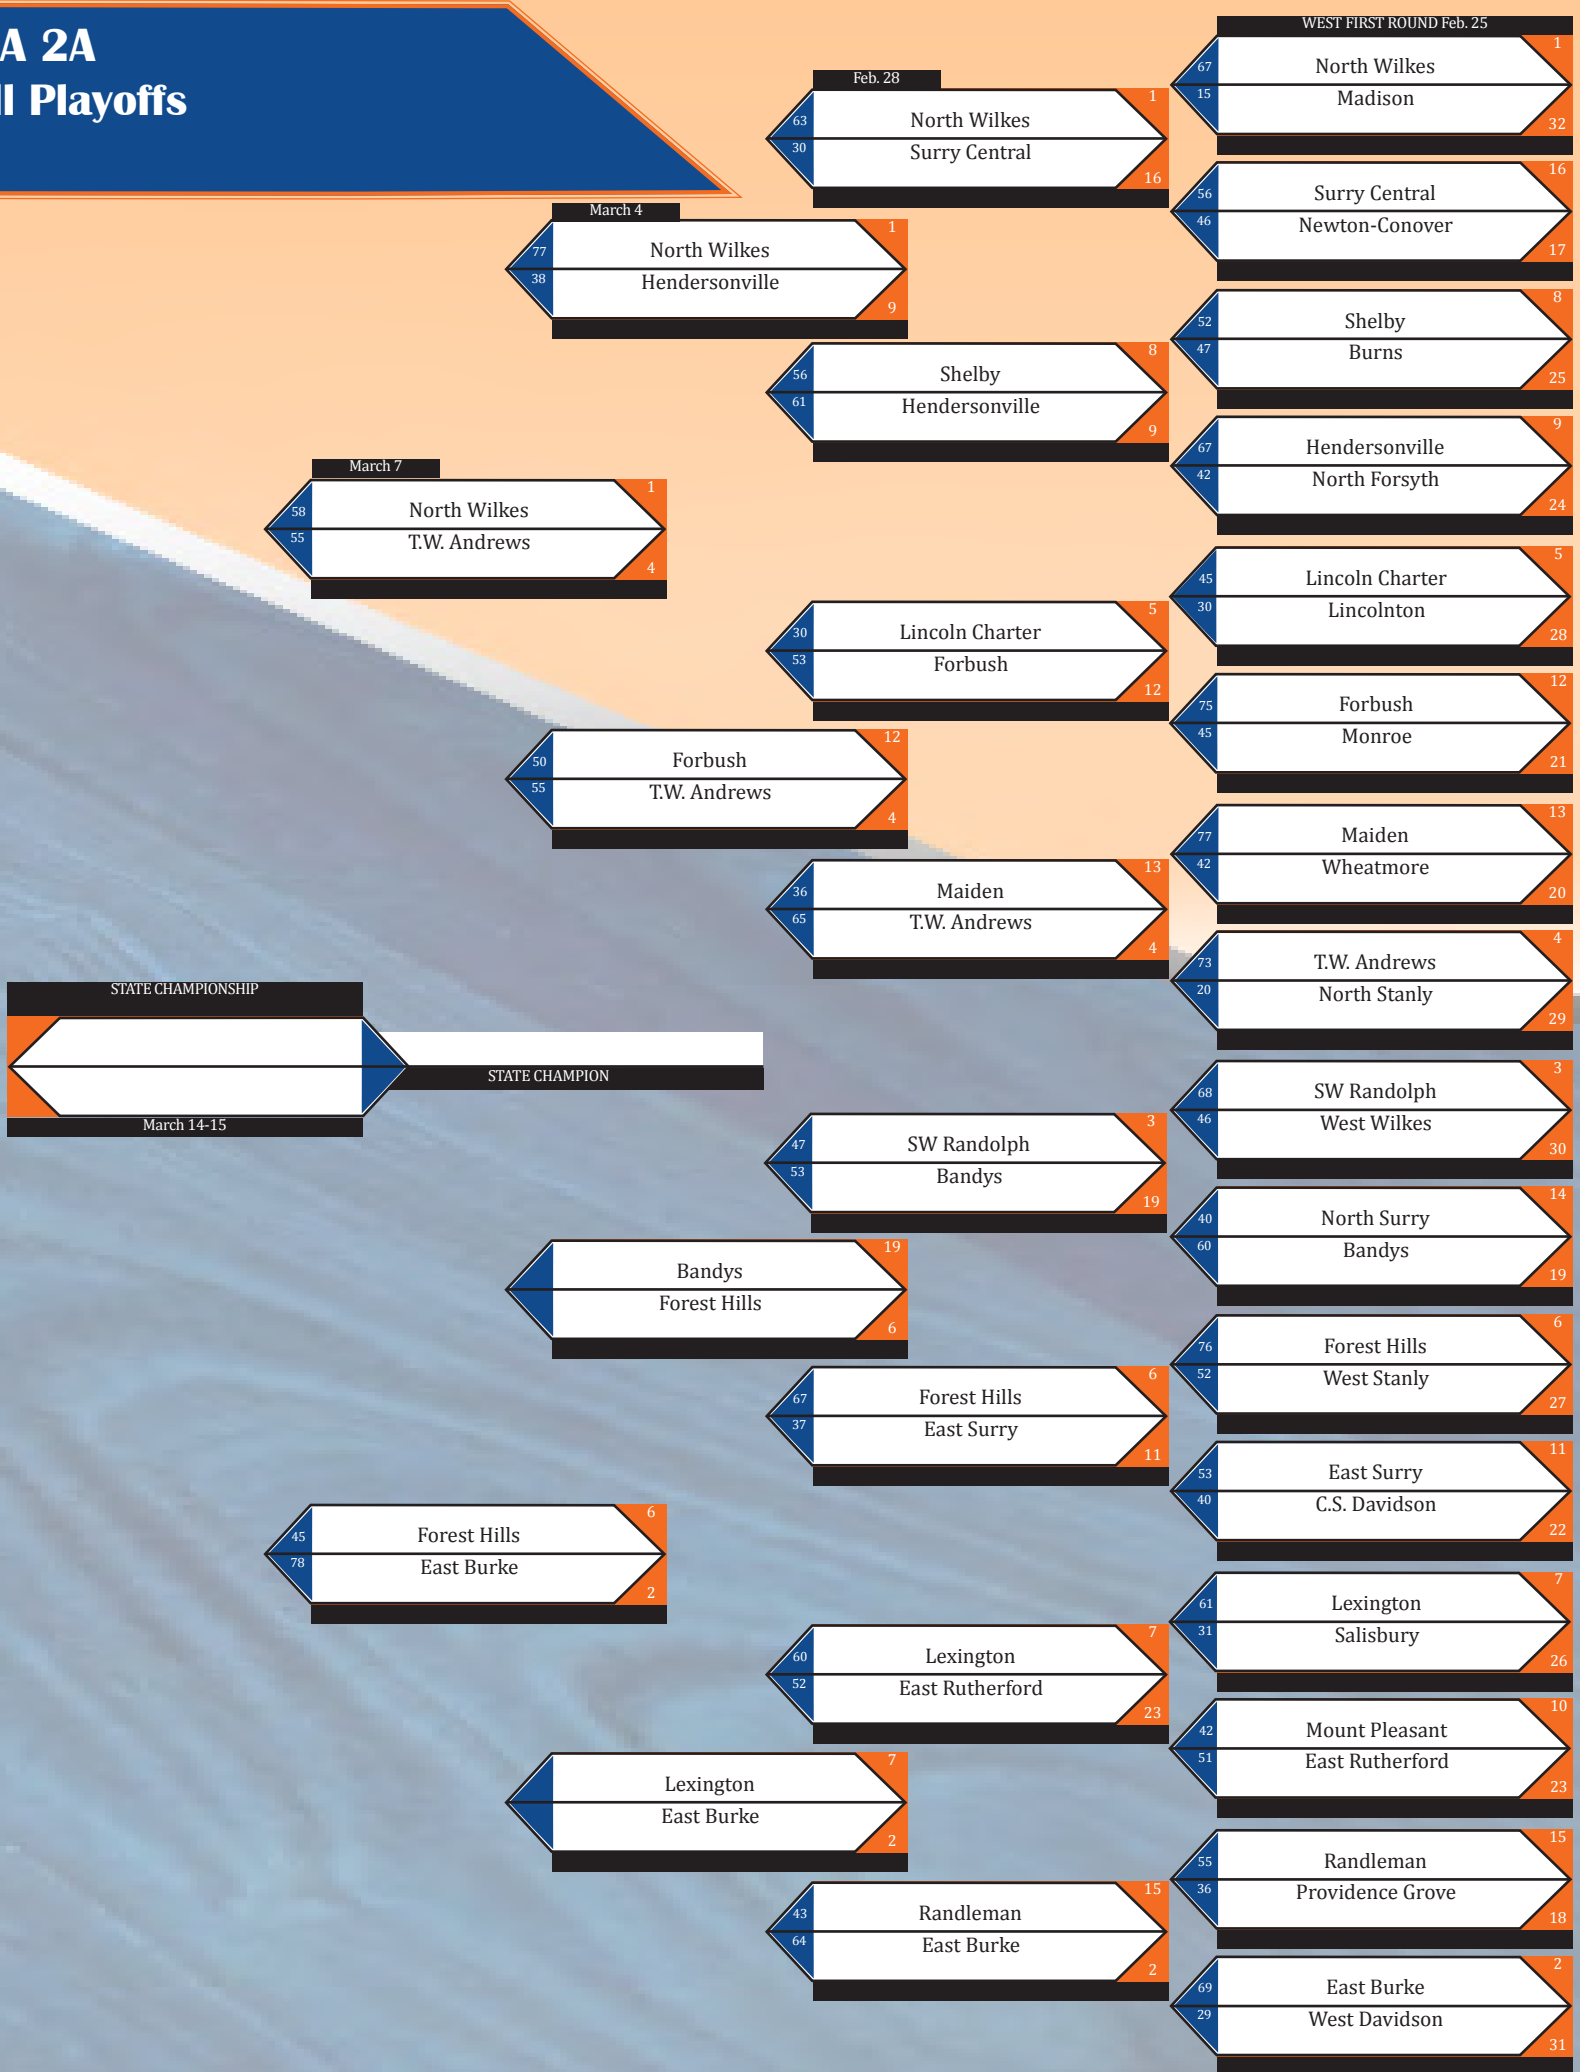 A 2A
ll Playoffs
WEST FIRST ROUND Feb. 25
1
67 North Wilkes
15 Madison
32
16
56 Surry Central
46 Newton-Conover
17
8
52 Shelby
47 Burns
25
9
67 Hendersonville
42 North Forsyth
24
5
45 Lincoln Charter
30 Lincolnton
28
12
75 Forbush
45 Monroe
21
13
77 Maiden
42 Wheatmore
20
4
73 T.W. Andrews
20 North Stanly
29
3
68 SW Randolph
46 West Wilkes
30
14
40 North Surry
60 Bandys
19
6
76 Forest Hills
52 West Stanly
27
11
53 East Surry
40 C.S. Davidson
22
7
61 Lexington
31 Salisbury
26
10
42 Mount Pleasant
51 East Rutherford
23
15
55 Randleman
36 Providence Grove
18
2
69 East Burke
29 West Davidson
31
Feb. 28
1
63 North Wilkes
30 Surry Central
16
8
56 Shelby
61 Hendersonville
9
5
30 Lincoln Charter
53 Forbush
12
13
36 Maiden
65 T.W. Andrews
4
3
47 SW Randolph
53 Bandys
19
6
67 Forest Hills
37 East Surry
11
7
60 Lexington
52 East Rutherford
23
15
43 Randleman
64 East Burke
2
March 4
1
77 North Wilkes
38 Hendersonville
9
12
50 Forbush
55 T.W. Andrews
4
19
Bandys
Forest Hills
6
7
Lexington
East Burke
2
March 7
1
58 North Wilkes
55 T.W. Andrews
4
6
45 Forest Hills
78 East Burke
2
STATE CHAMPIONSHIP
STATE CHAMPION
March 14-15